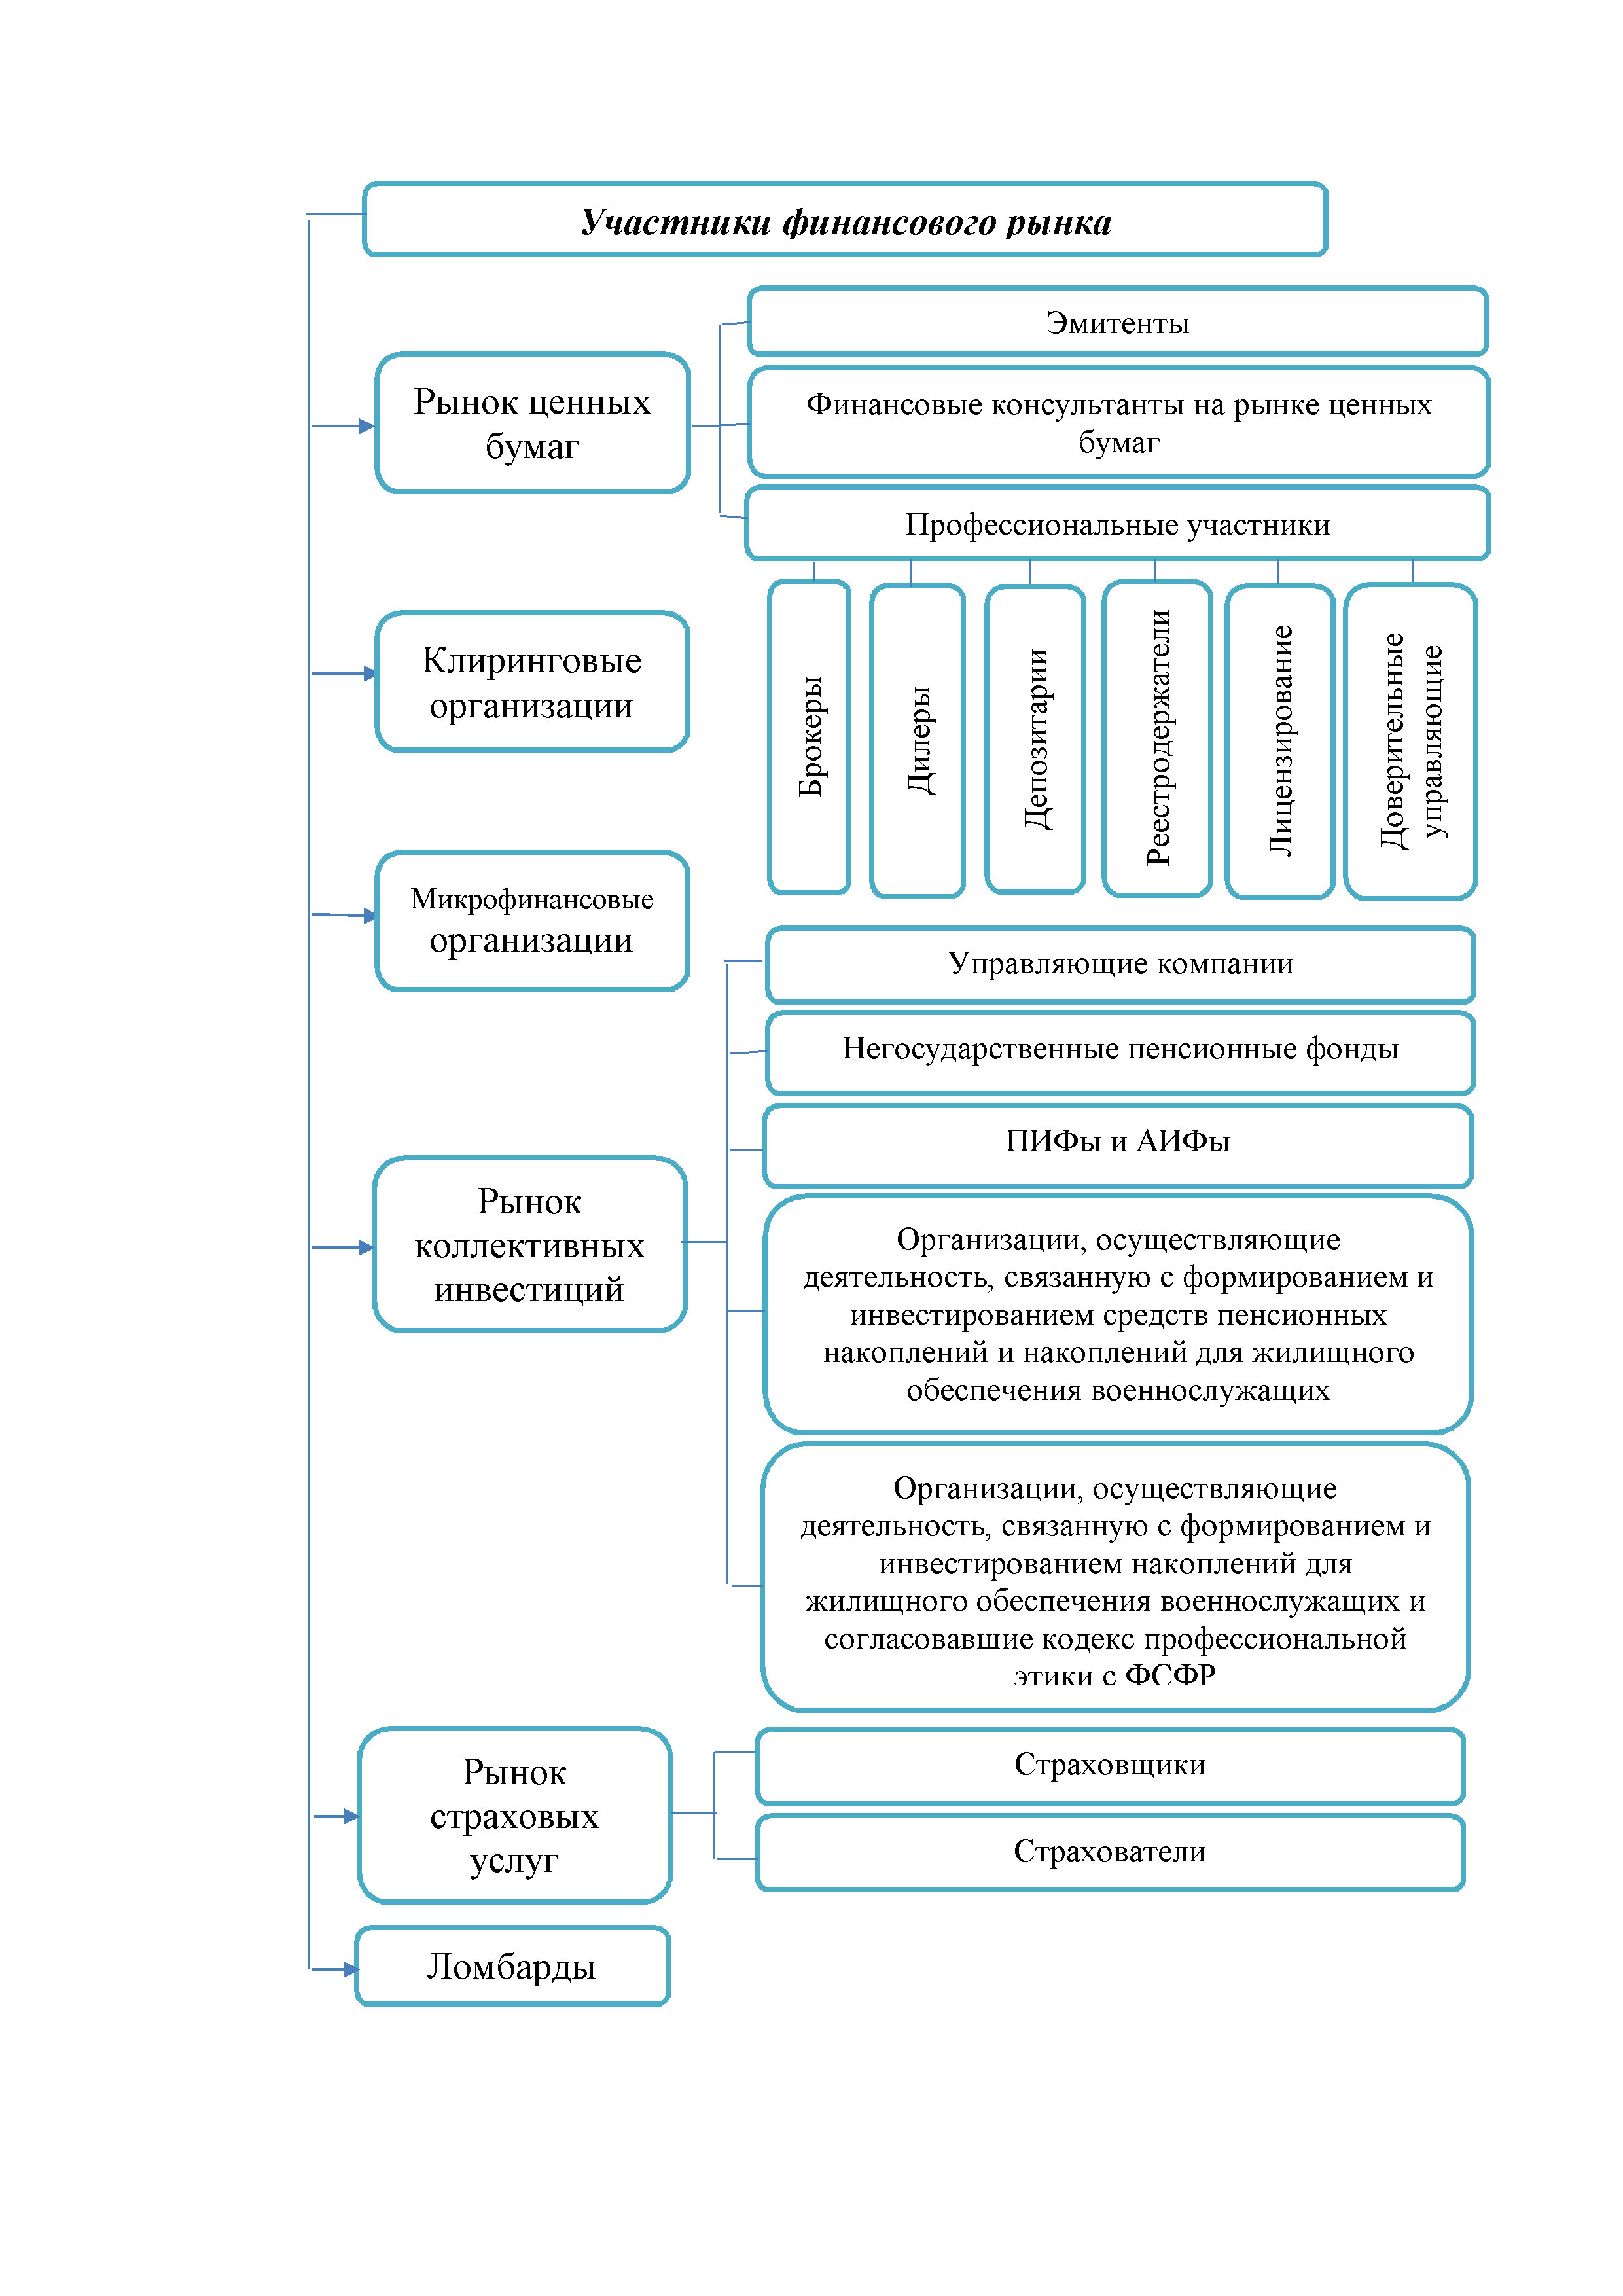 Участники финансового рынка
Эмитенты
Рынок ценных
бумаг
Финансовые консультанты на рынке ценных
бумаг
Профессиональные участники
Брокеры
Дилеры
Депозитарии
Реестродержатели
Лицензирование
Доверительные
управляющие
Клиринговые
организации
Микрофинансовые
организации
Рынок
коллективных
инвестиций
Управляющие компании
Негосударственные пенсионные фонды
ПИФы и АИФы
Организации, осуществляющие
деятельность, связанную с формированием и
инвестированием средств пенсионных
накоплений и накоплений для жилищного
обеспечения военнослужащих
Организации, осуществляющие
деятельность, связанную с формированием и
инвестированием накоплений для
жилищного обеспечения военнослужащих и
согласовавшие кодекс профессиональной
этики с ФСФР
Рынок
страховых
услуг
Страховщики
Страхователи
Ломбарды